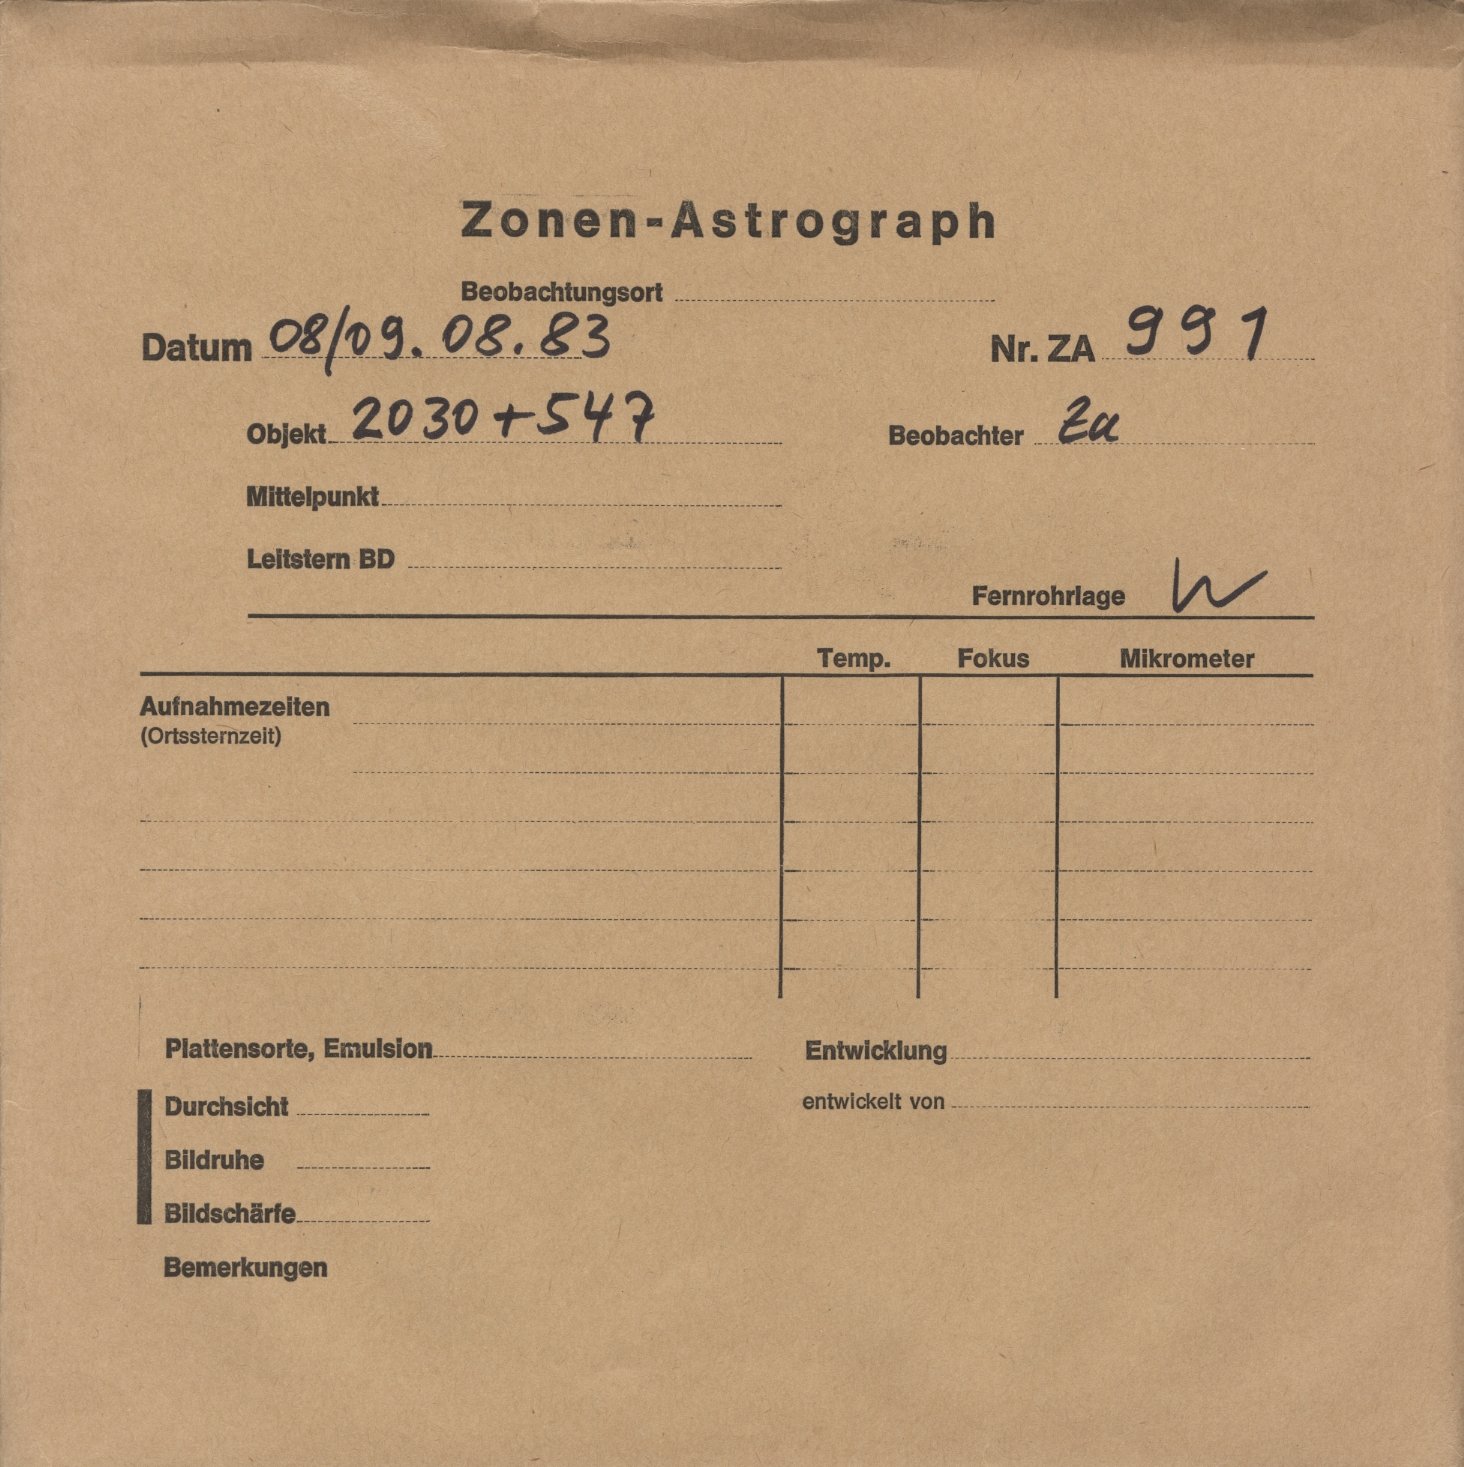 Zonen-Astrograph
Beobachtungsort
Datum 08/09. 08. 83 Nr. ZA 991
Objekt 2030+547 Beobachter Za
Mittelpunkt
Leitstern BD
Fernrohrlage W
Temp. Fokus Mikrometer
Aufnahmezeiten
(Ortssternzeit)
Plattensorte, Emulsion Entwicklung
Durchsicht entwickelt von
Bildruhe
Bildschärfe
Bemerkungen